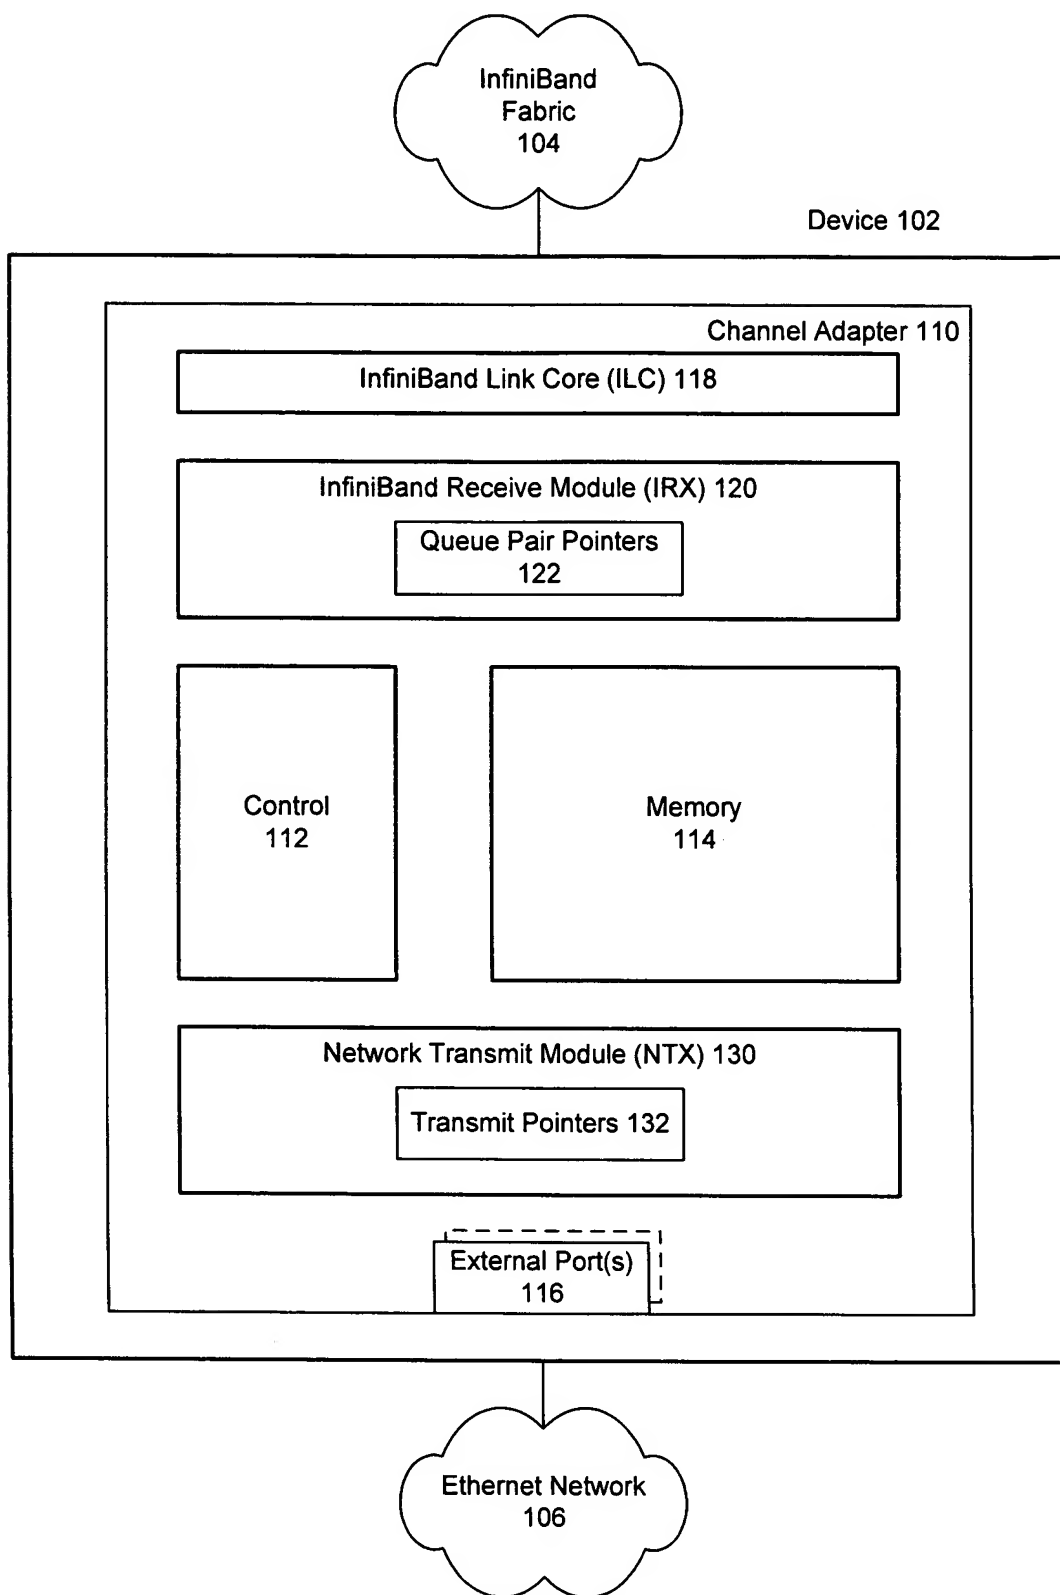 InfiniBand
Fabric
104
Device 102
Channel Adapter 110
InfiniBand Link Core (ILC) 118
InfiniBand Receive Module (IRX) 120
Queue Pair Pointers
122
Control
112
Memory
114
Network Transmit Module (NTX) 130
Transmit Pointers 132
External Port(s)
116
Ethernet Network
106